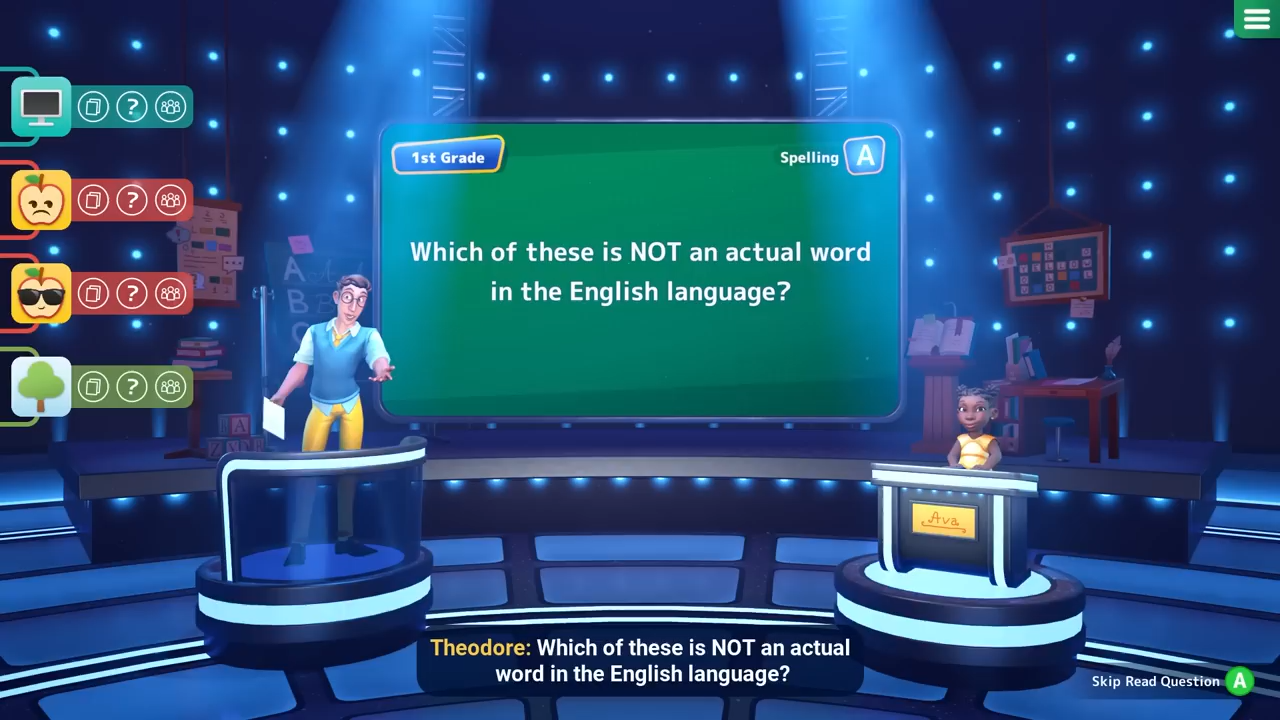 1st Grade
Spelling A
Which of these is NOT an actual word
in the English language?
A
B
A
Ava
Theodore: Which of these is NOT an actual
word in the English language?
Skip Read Question A